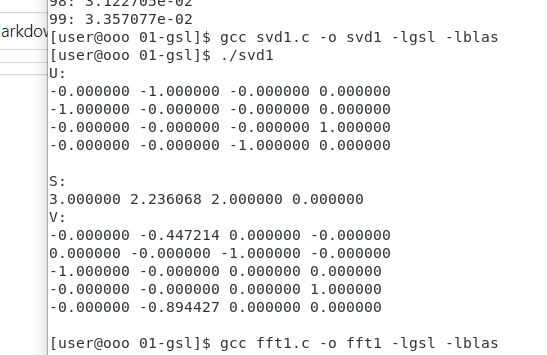 98: 3.122705e-02
99: 3.357077e-02
[user@ooo 01-gsl]$ gcc svd1.c -o svd1 -lgsl -lblas
[user@ooo 01-gsl]$ ./svd1
U:
-0.000000 -1.000000 -0.000000 0.000000
-1.000000 -0.000000 -0.000000 0.000000
-0.000000 -0.000000 -0.000000 1.000000
-0.000000 -0.000000 -1.000000 0.000000
S:
3.000000 2.236068 2.000000 0.000000
V:
-0.000000 -0.447214 0.000000 -0.000000
0.000000 -0.000000 -1.000000 -0.000000
-1.000000 -0.000000 0.000000 0.000000
-0.000000 -0.000000 0.000000 1.000000
-0.000000 -0.894427 0.000000 0.000000
[user@ooo 01-gsl]$ gcc fft1.c -o fft1 -lgsl -lblas